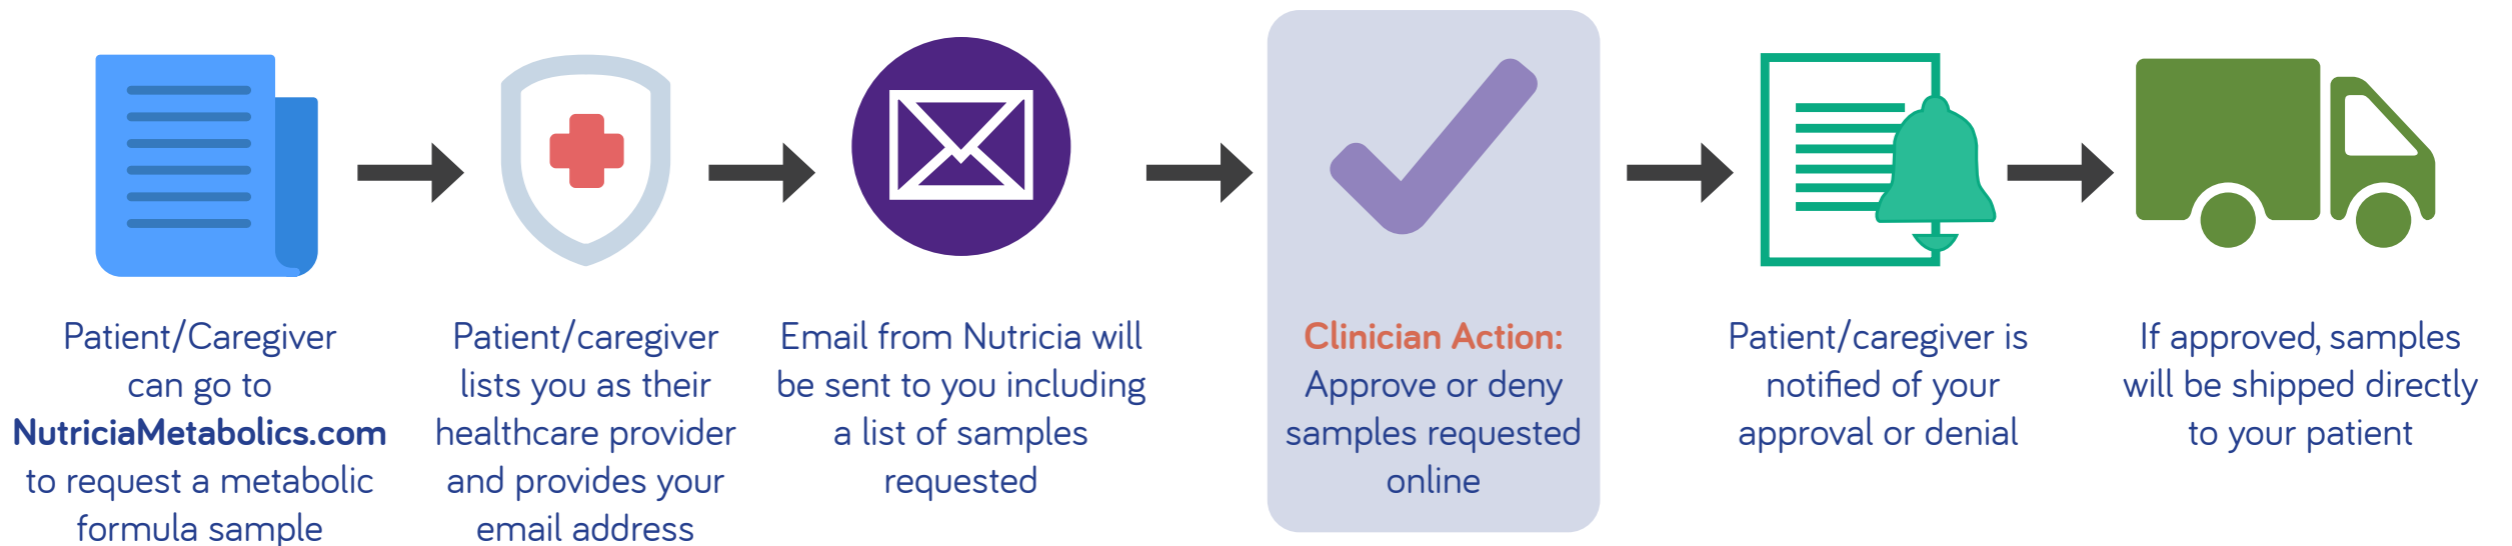 Patient/Caregiver
can go to
NutriciaMetabolics.com
to request a metabolic
formula sample
Patient/caregiver
lists you as their
healthcare provider
and provides your
email address
Email from Nutricia will
be sent to you including
a list of samples
requested
Clinician Action:
Approve or deny
samples requested
online
Patient/caregiver is
notified of your
approval or denial
If approved, samples
will be shipped directly
to your patient